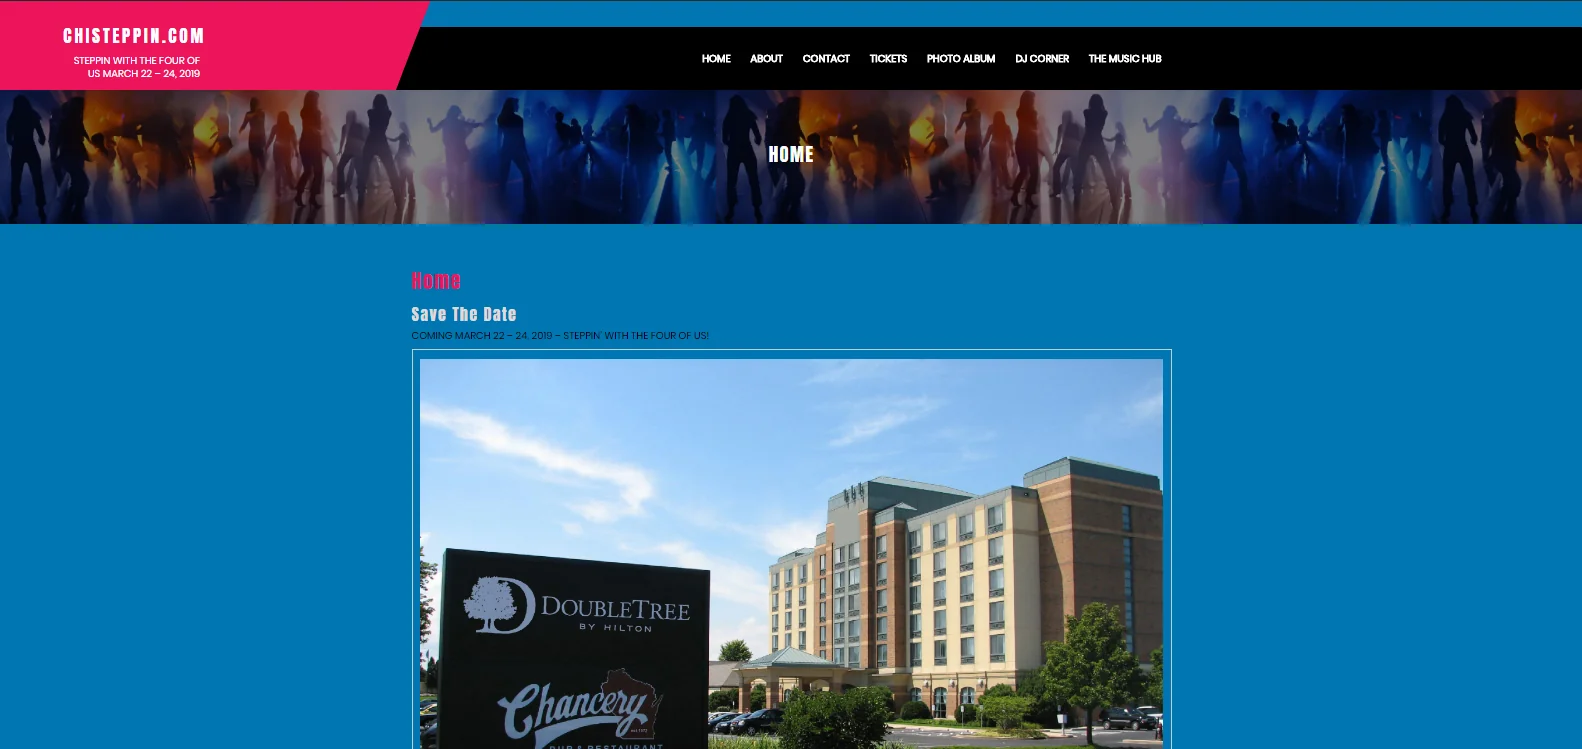 CHISTEPPIN.COM
STEPPIN WITH THE FOUR OF
US MARCH 22 – 24, 2019
HOME ABOUT CONTACT TICKETS PHOTO ALBUM DJ CORNER THE MUSIC HUB
HOME
Home
Save The Date
COMING MARCH 22 – 24, 2019 – STEPPIN' WITH THE FOUR OF US!
DOUBLETREE
BY HILTON
Chancery
PUB & RESTAURANT